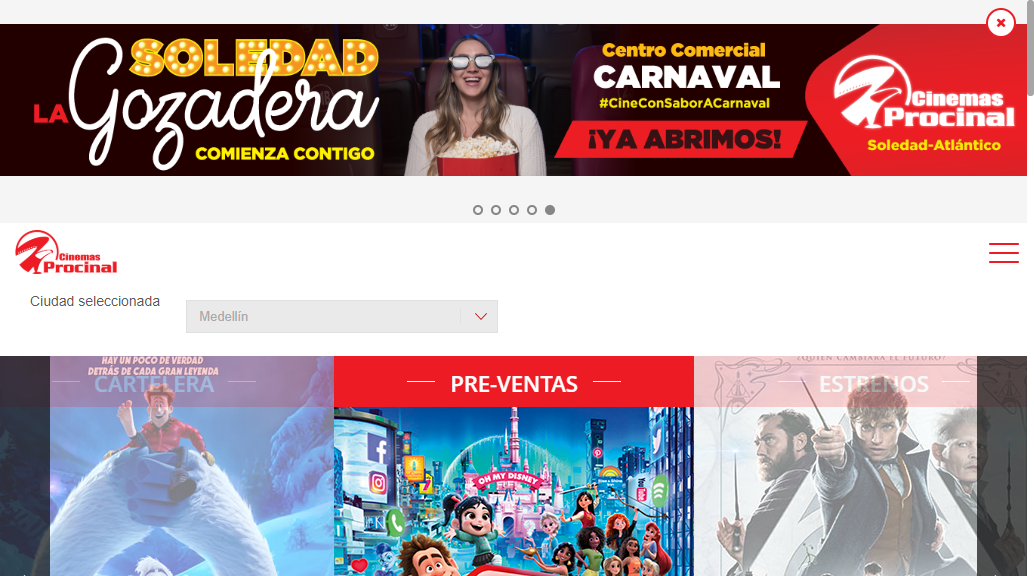 SOLEDAD
LA Gozadera
COMIENZA CONTIGO
Centro Comercial
CARNAVAL
#CineConSaborACarnaval
¡YA ABRIMOS!
Cinemas
Procinal
Soledad-Atlántico
Cinemas
Procinal
Ciudad seleccionada
Medellín
HAY UN POCO DE VERDAD
DETRÁS DE CADA GRAN LEYENDA
CARTELERA
PRE-VENTAS
¿QUIÉN CAMBIARÁ EL FUTURO?
ESTRENOS
OH MY DISNEY